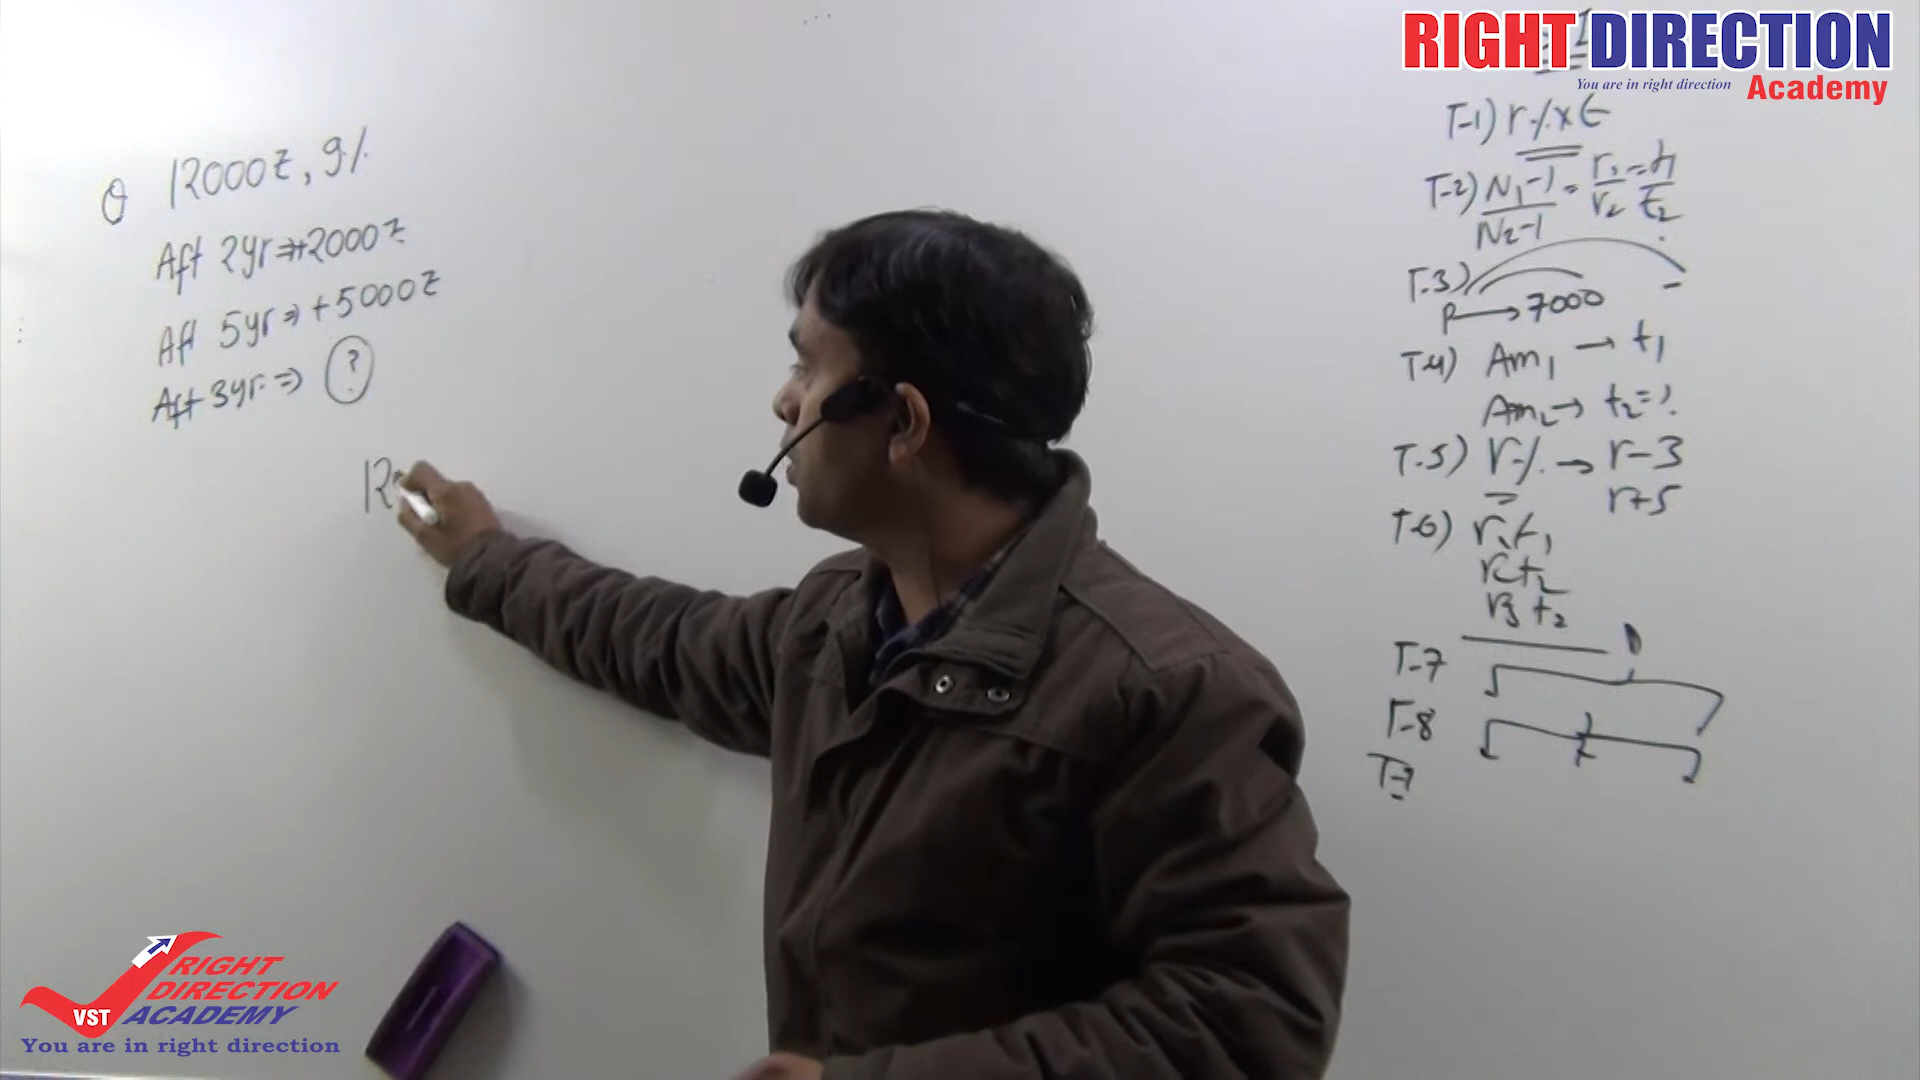 Q 12000₹, 9%
Aft 2yr ⇒ +2000₹
Aft 5yr ⇒ + 5000₹
Aft 3yr ⇒ ?
12
RIGHT DIRECTION
You are in right direction Academy
T-1) r% × t
T-2) N₁-1 / N₂-1 = r₁ / r₂ = t₁ / t₂
T-3)
P → 7000
T-4) Am₁ → t₁
Am₂ → t₂ = ?
T-5) r% → r-3
r+5
T-6) r₁ t₁
r₂ t₂
r₃ t₂
T-7
T-8
VST RIGHT
DIRECTION
ACADEMY
You are in right direction